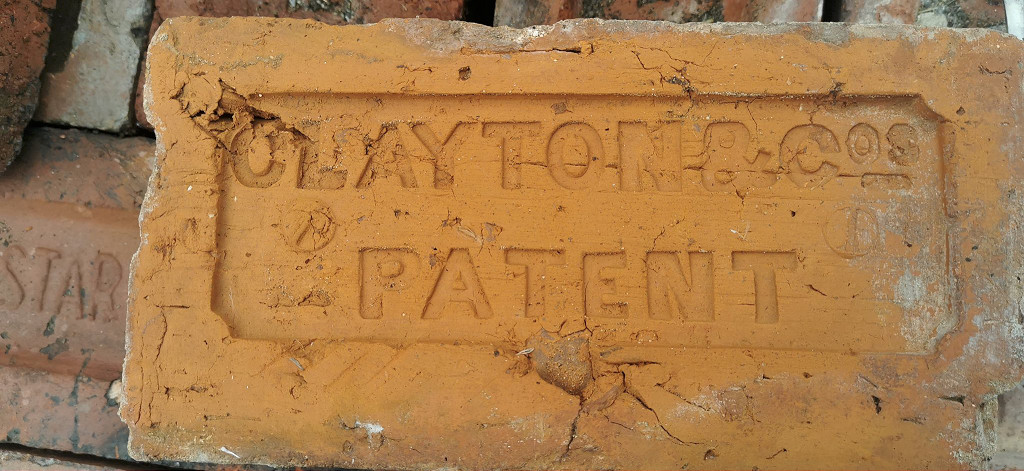 CLAYTON & Cos
PATENT
STAR